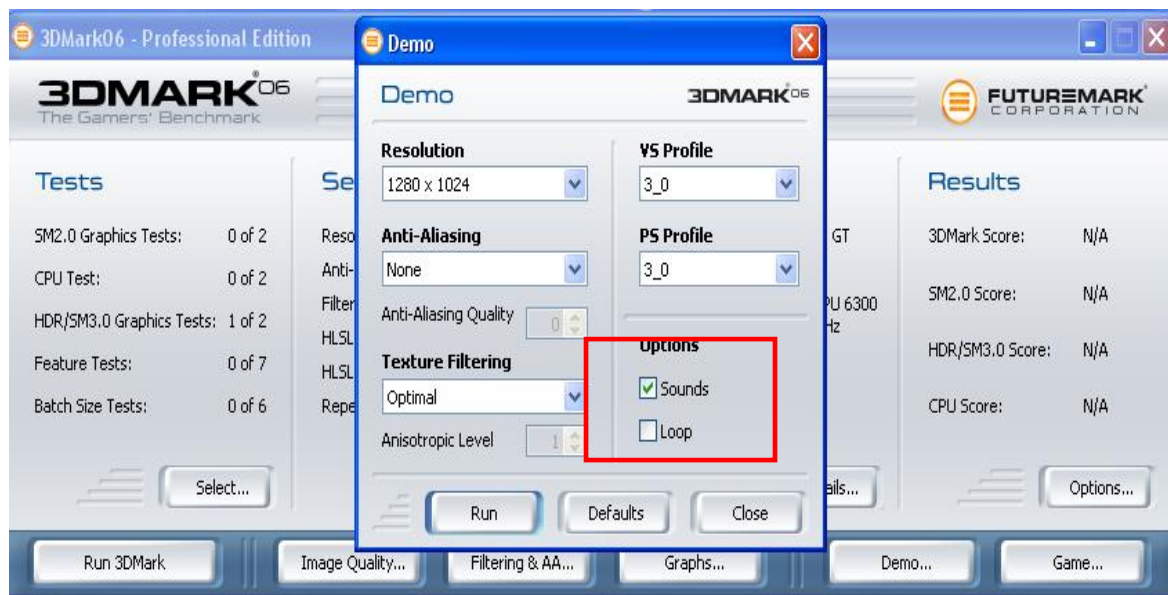 3DMark06 - Professional Edition
3DMARK®06
The Gamers' Benchmark
FUTUREMARK
CORPORATION
Tests
SM2.0 Graphics Tests: 0 of 2
CPU Test: 0 of 2
HDR/SM3.0 Graphics Tests: 1 of 2
Feature Tests: 0 of 7
Batch Size Tests: 0 of 6
Select...
Se
Reso
Anti-
Filter
HLSL
HLSL
Repe
Demo
Demo
3DMARK®06
Resolution
1280 x 1024
Anti-Aliasing
None
Anti-Aliasing Quality 0
Texture Filtering
Optimal
Anisotropic Level 1
VS Profile
3_0
PS Profile
3_0
Options
Sounds
Loop
Run Defaults Close
GT
PU 6300
Hz
ails...
Results
3DMark Score: N/A
SM2.0 Score: N/A
HDR/SM3.0 Score: N/A
CPU Score: N/A
Options...
Run 3DMark Image Quality... Filtering & AA... Graphs... Demo... Game...